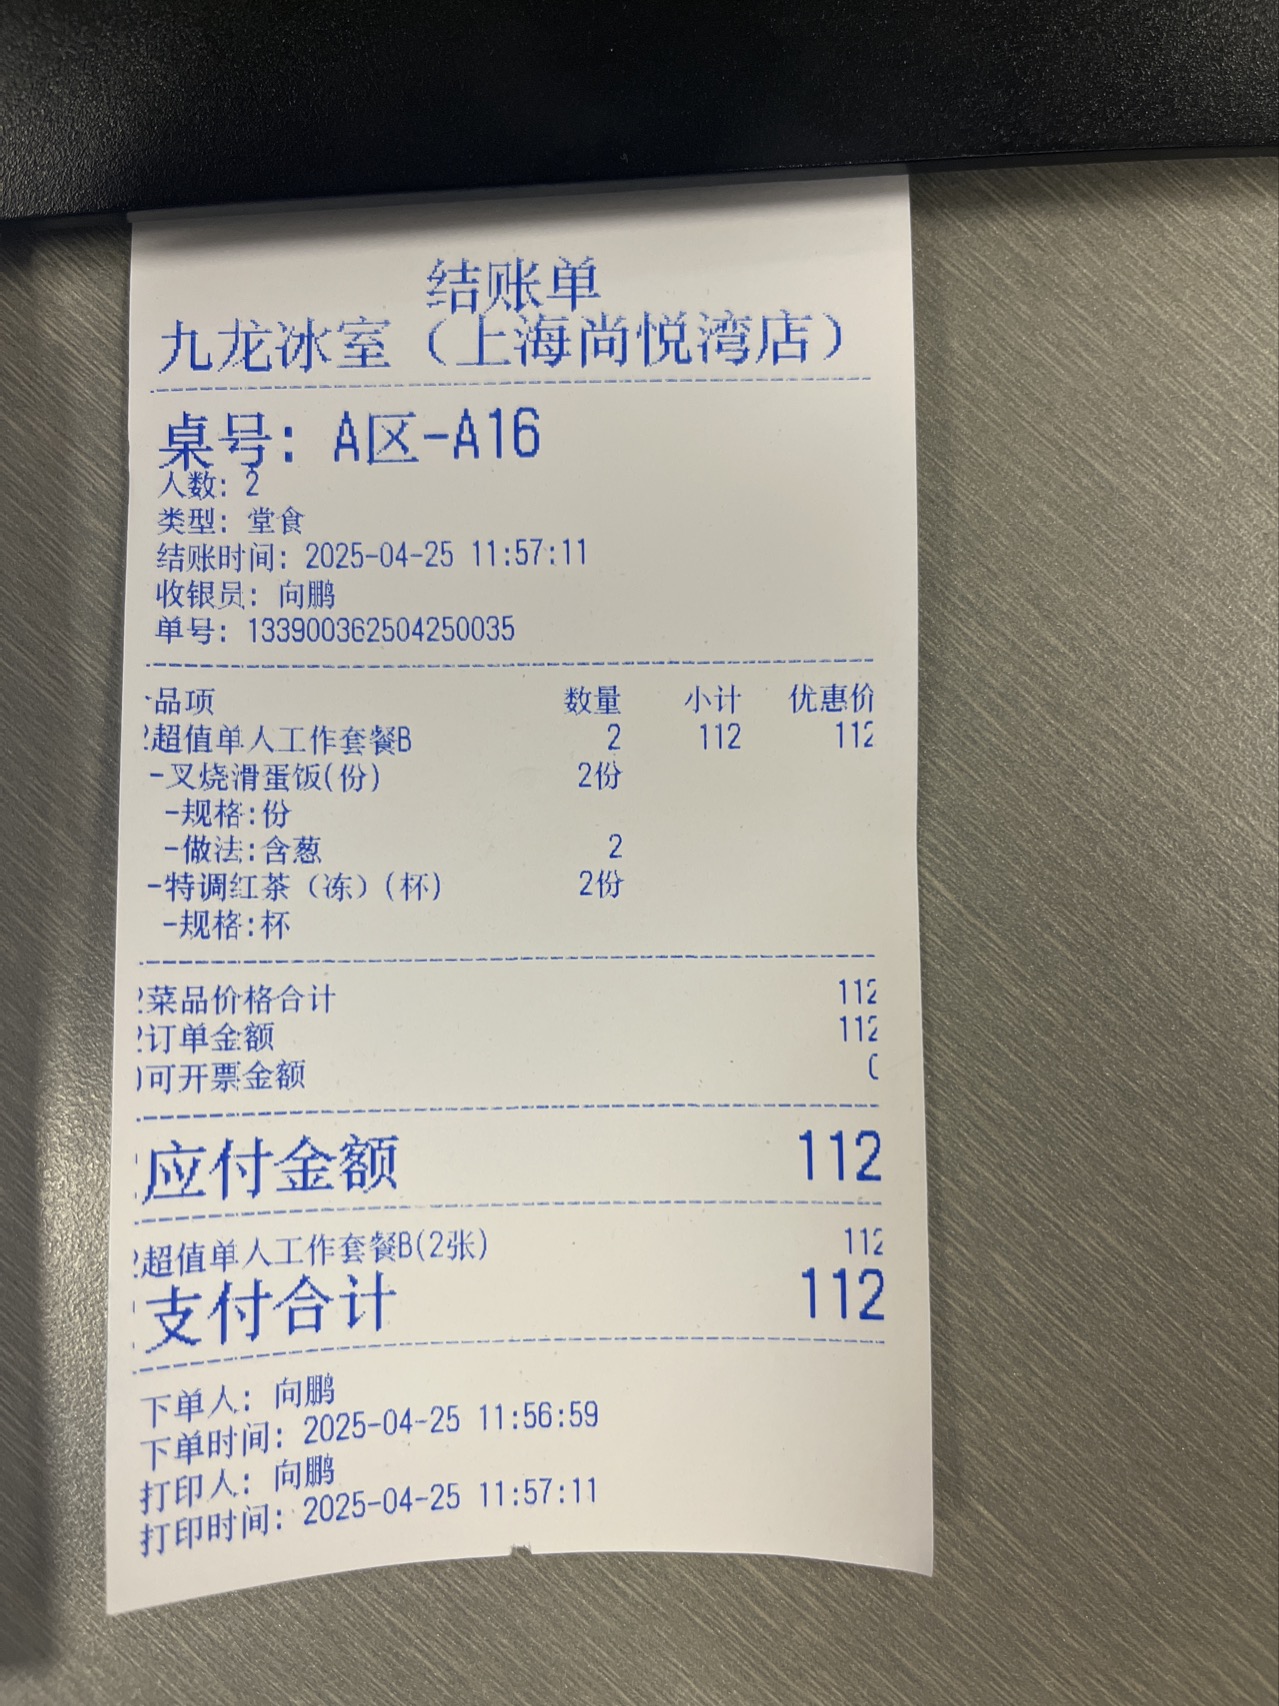 结账单
九龙冰室（上海尚悦湾店）
桌号: A区-A16
人数: 2
类型: 堂食
结账时间: 2025-04-25 11:57:11
收银员: 向鹏
单号: 133900362504250035
品项 数量 小计 优惠价
超值单人工作套餐B 2 112 112
-叉烧滑蛋饭(份) 2份
-规格:份
-做法:含葱 2
-特调红茶（冻）(杯) 2份
-规格:杯
菜品价格合计 112
订单金额 112
可开票金额 0
应付金额 112
超值单人工作套餐B(2张) 112
支付合计 112
下单人: 向鹏
下单时间: 2025-04-25 11:56:59
打印人: 向鹏
打印时间: 2025-04-25 11:57:11